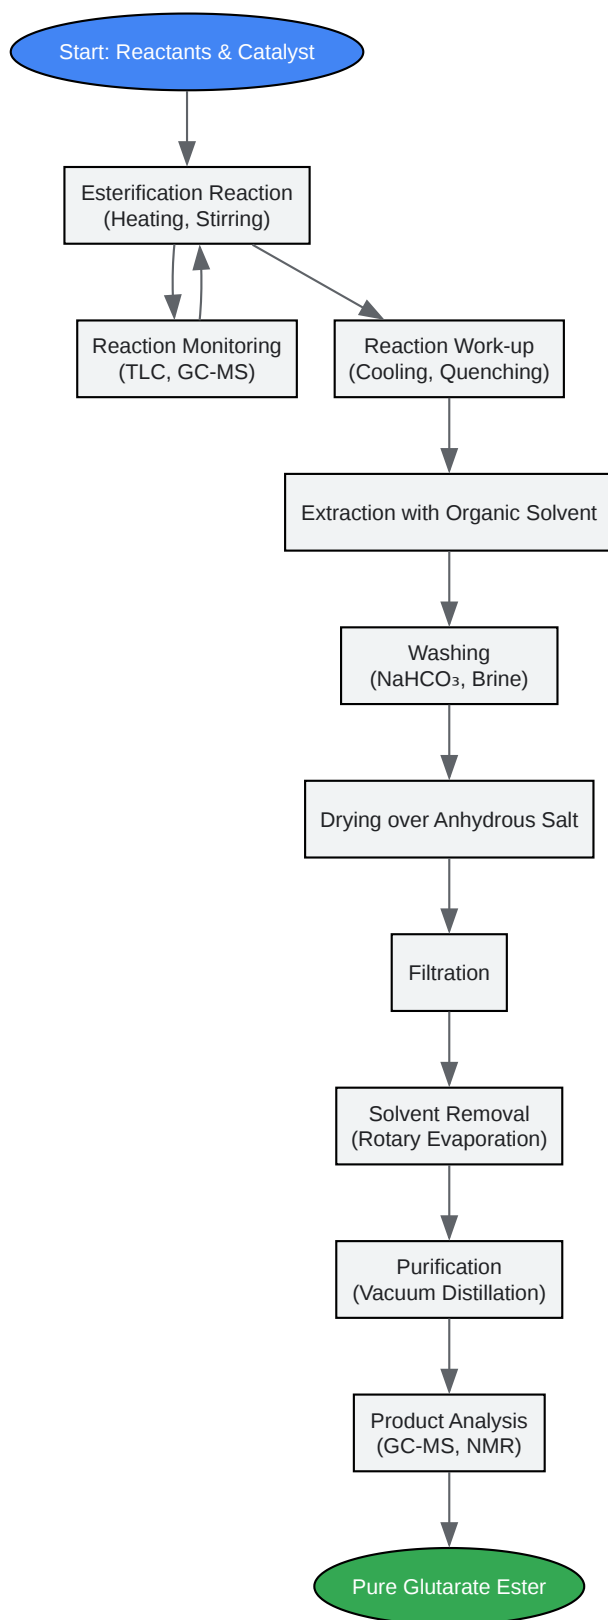 Start: Reactants & Catalyst
Esterification Reaction
(Heating, Stirring)
Reaction Monitoring
(TLC, GC-MS)
Reaction Work-up
(Cooling, Quenching)
Extraction with Organic Solvent
Washing
(NaHCO₃, Brine)
Drying over Anhydrous Salt
Filtration
Solvent Removal
(Rotary Evaporation)
Purification
(Vacuum Distillation)
Product Analysis
(GC-MS, NMR)
Pure Glutarate Ester